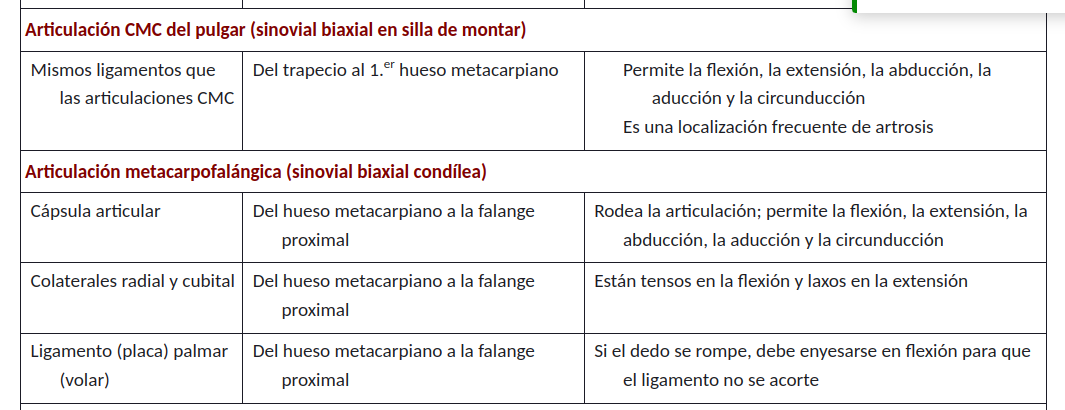 Articulación CMC del pulgar (sinovial biaxial en silla de montar)
Mismos ligamentos que
las articulaciones CMC
Del trapecio al 1.er hueso metacarpiano
Permite la flexión, la extensión, la abducción, la
aducción y la circunducción
Es una localización frecuente de artrosis
Articulación metacarpofalángica (sinovial biaxial condílea)
Cápsula articular
Del hueso metacarpiano a la falange
proximal
Rodea la articulación; permite la flexión, la extensión, la
abducción, la aducción y la circunducción
Colaterales radial y cubital
Del hueso metacarpiano a la falange
proximal
Están tensos en la flexión y laxos en la extensión
Ligamento (placa) palmar
(volar)
Del hueso metacarpiano a la falange
proximal
Si el dedo se rompe, debe enyesarse en flexión para que
el ligamento no se acorte